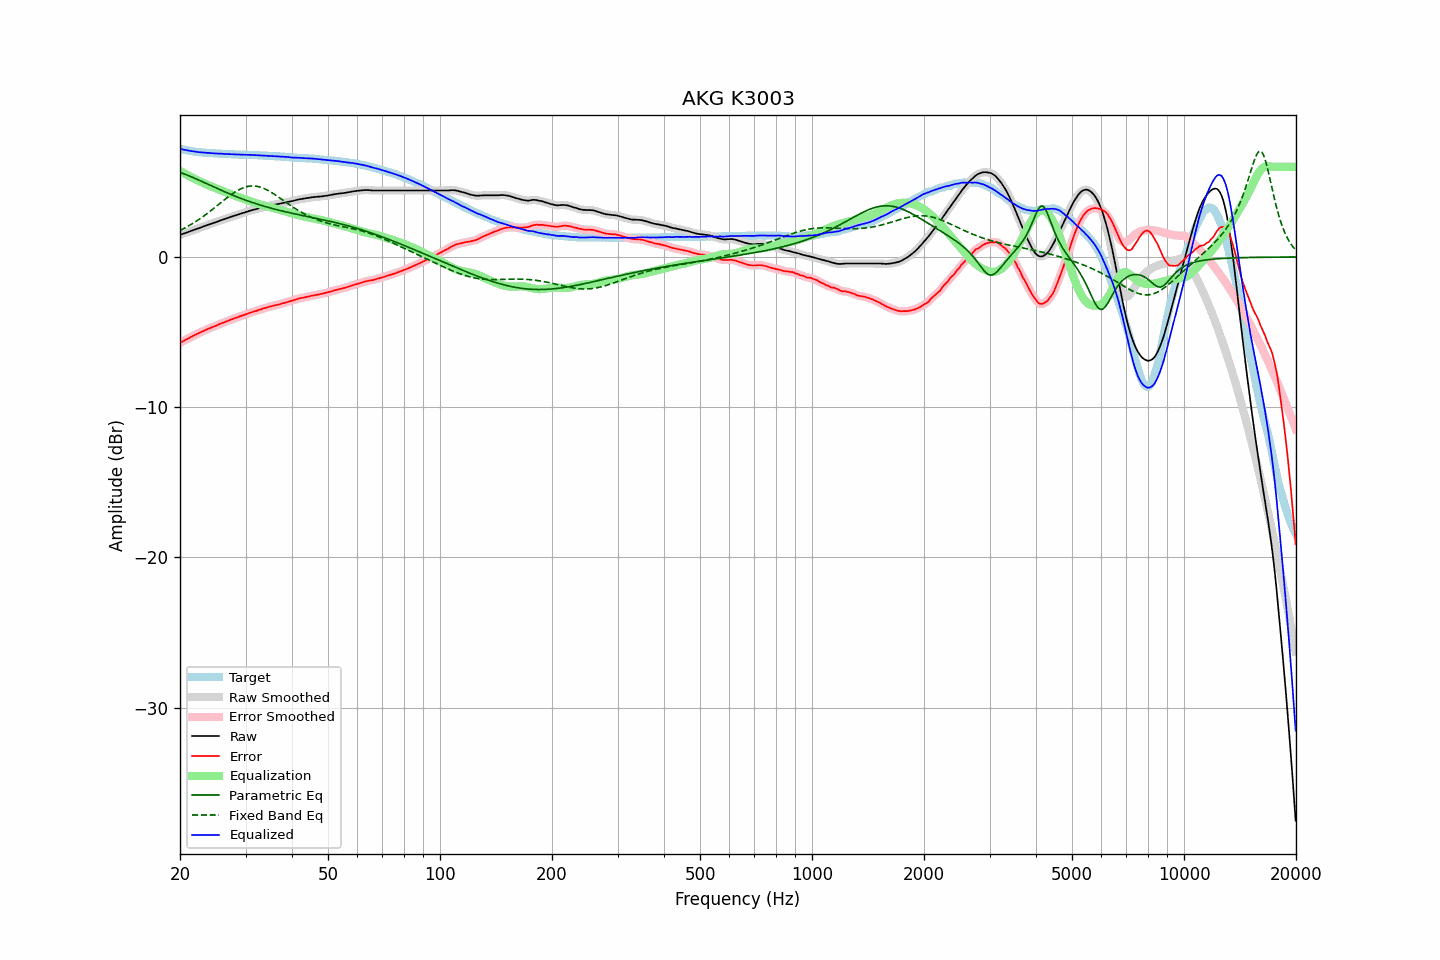 AKG K3003
Amplitude (dBr)
0
−10
−20
−30
Target
Raw Smoothed
Error Smoothed
Raw
Error
Equalization
Parametric Eq
Fixed Band Eq
Equalized
20 50 100 200 500 1000 2000 5000 10000 20000
Frequency (Hz)